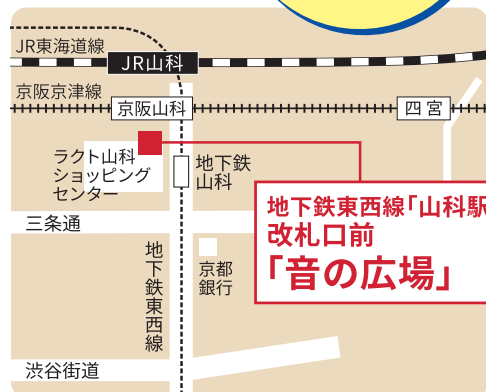 JR東海道線
JR山科
京阪京津線
京阪山科
四宮
ラクト山科
ショッピング
センター
地下鉄
山科
地下鉄東西線「山科駅
改札口前
「音の広場」
三条通
地下鉄東西線
京都
銀行
渋谷街道